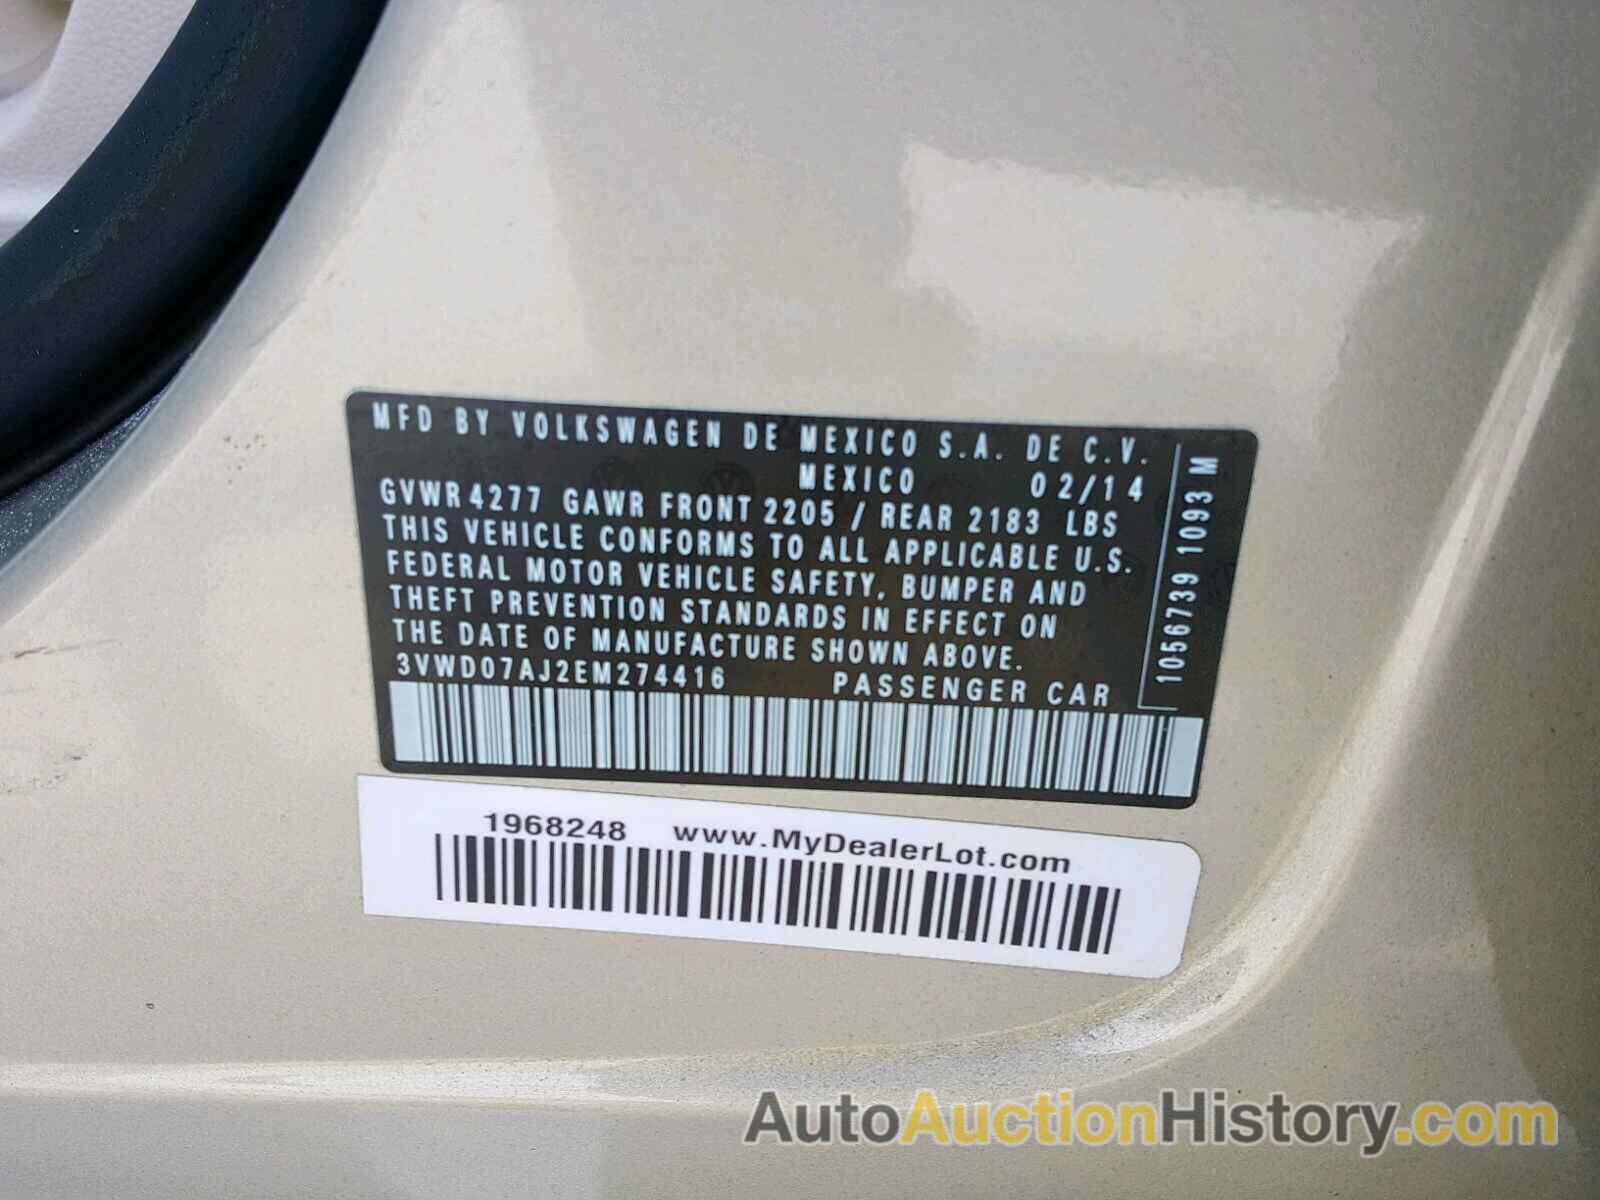 MFD BY VOLKSWAGEN DE MEXICO S.A. DE C.V.
MEXICO 02/14
GVWR 4277 GAWR FRONT 2205 / REAR 2183 LBS
THIS VEHICLE CONFORMS TO ALL APPLICABLE U.S.
FEDERAL MOTOR VEHICLE SAFETY, BUMPER AND
THEFT PREVENTION STANDARDS IN EFFECT ON
THE DATE OF MANUFACTURE SHOWN ABOVE.
3VWD07AJ2EM274416 PASSENGER CAR
1056739 1093 M
1968248 www.MyDealerLot.com
AutoAuctionHistory.com